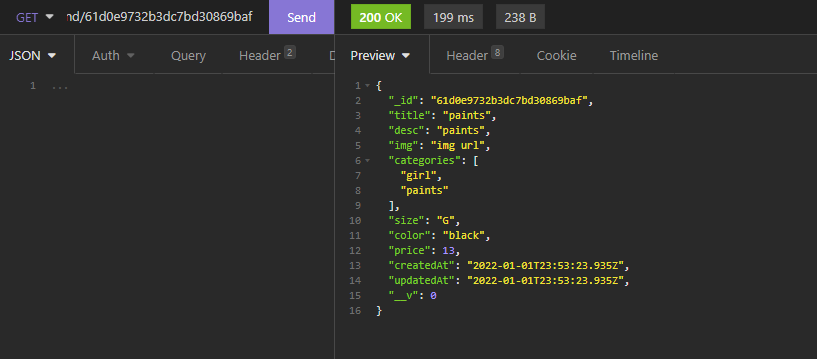 GET nd/61d0e9732b3dc7bd30869baf Send 200 OK 199 ms 238 B
JSON Auth Query Header 2 D Preview Header 8 Cookie Timeline
1 ...
1 {
2 "_id": "61d0e9732b3dc7bd30869baf",
3 "title": "paints",
4 "desc": "paints",
5 "img": "img url",
6 "categories": [
7 "girl",
8 "paints"
9 ],
10 "size": "G",
11 "color": "black",
12 "price": 13,
13 "createdAt": "2022-01-01T23:53:23.935Z",
14 "updatedAt": "2022-01-01T23:53:23.935Z",
15 "__v": 0
16 }